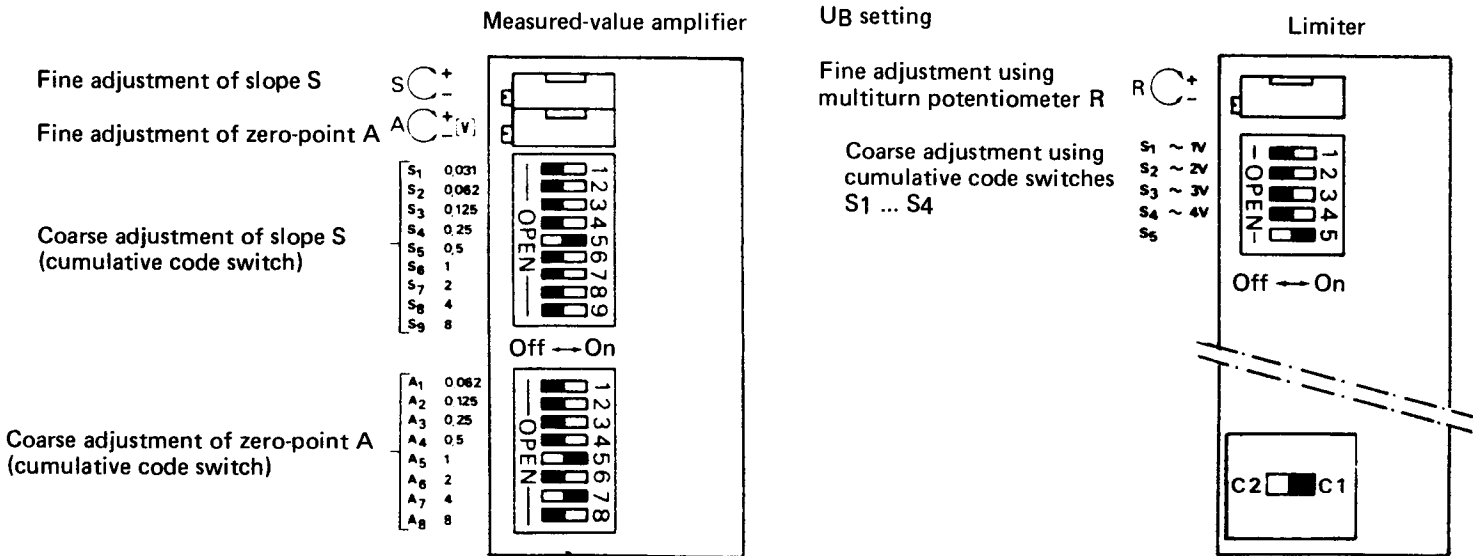 Measured-value amplifier
Fine adjustment of slope S
S + -
Fine adjustment of zero-point A
A + - [V]
Coarse adjustment of slope S
(cumulative code switch)
S1 0,031
S2 0,062
S3 0,125
S4 0,25
S5 0,5
S6 1
S7 2
S8 4
S9 8
OPEN
1
2
3
4
5
6
7
8
9
Off ↔ On
Coarse adjustment of zero-point A
(cumulative code switch)
A1 0,062
A2 0,125
A3 0,25
A4 0,5
A5 1
A6 2
A7 4
A8 8
OPEN
1
2
3
4
5
6
7
8
UB setting
Limiter
Fine adjustment using
multiturn potentiometer R
R + -
Coarse adjustment using
cumulative code switches
S1 ... S4
S1 ~ 1V
S2 ~ 2V
S3 ~ 3V
S4 ~ 4V
S5
OPEN
1
2
3
4
5
Off ↔ On
C2 C1